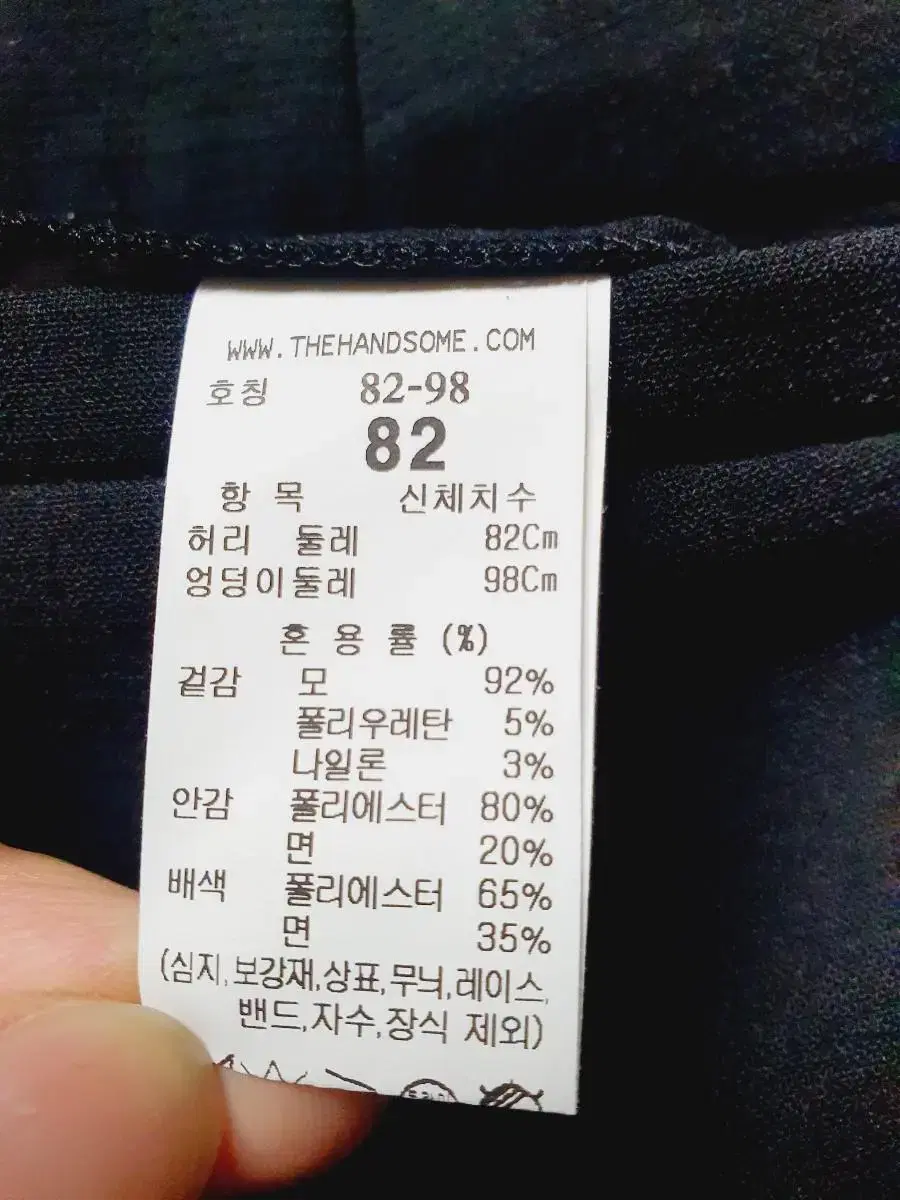 WWW.THEHANDSOME.COM
호칭 82-98
82
항 목 신체치수
허리 둘레 82Cm
엉덩이둘레 98Cm
혼 용 률 (%)
겉감 모 92%
폴리우레탄 5%
나일론 3%
안감 폴리에스터 80%
면 20%
배색 폴리에스터 65%
면 35%
(심지,보강재,상표,무늬,레이스,
밴드,자수,장식 제외)